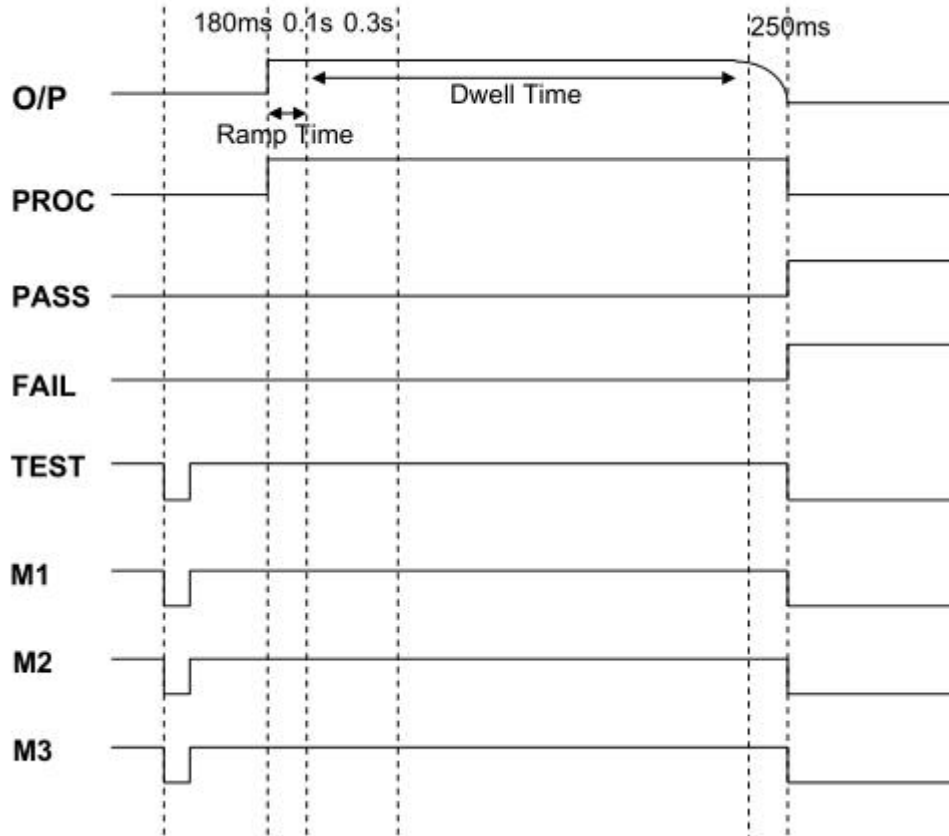 180ms 0.1s 0.3s 250ms
O/P
Dwell Time
Ramp Time
PROC
PASS
FAIL
TEST
M1
M2
M3